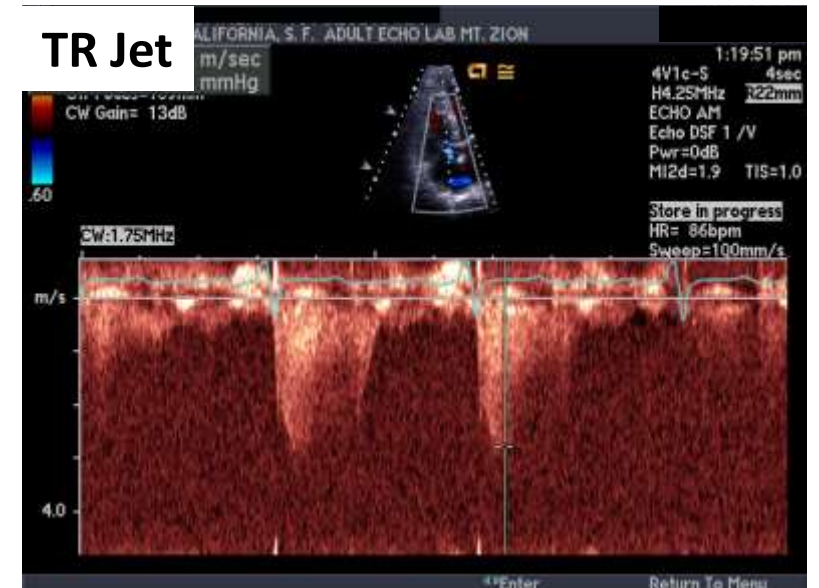 TR Jet
ALIFORNIA, S. F. ADULT ECHO LAB MT. ZION
m/sec
mmHg
CW Gain= 13dB
.60
1:19:51 pm
4V1c-S 4sec
H4.25MHz R22mm
ECHO AM
Echo DSF 1 /V
Pwr=0dB
MI2d=1.9 TIS=1.0
Store in progress
HR= 86bpm
Sweep=100mm/s
CW:1.75MHz
m/s
4.0
Enter
Return To Menu